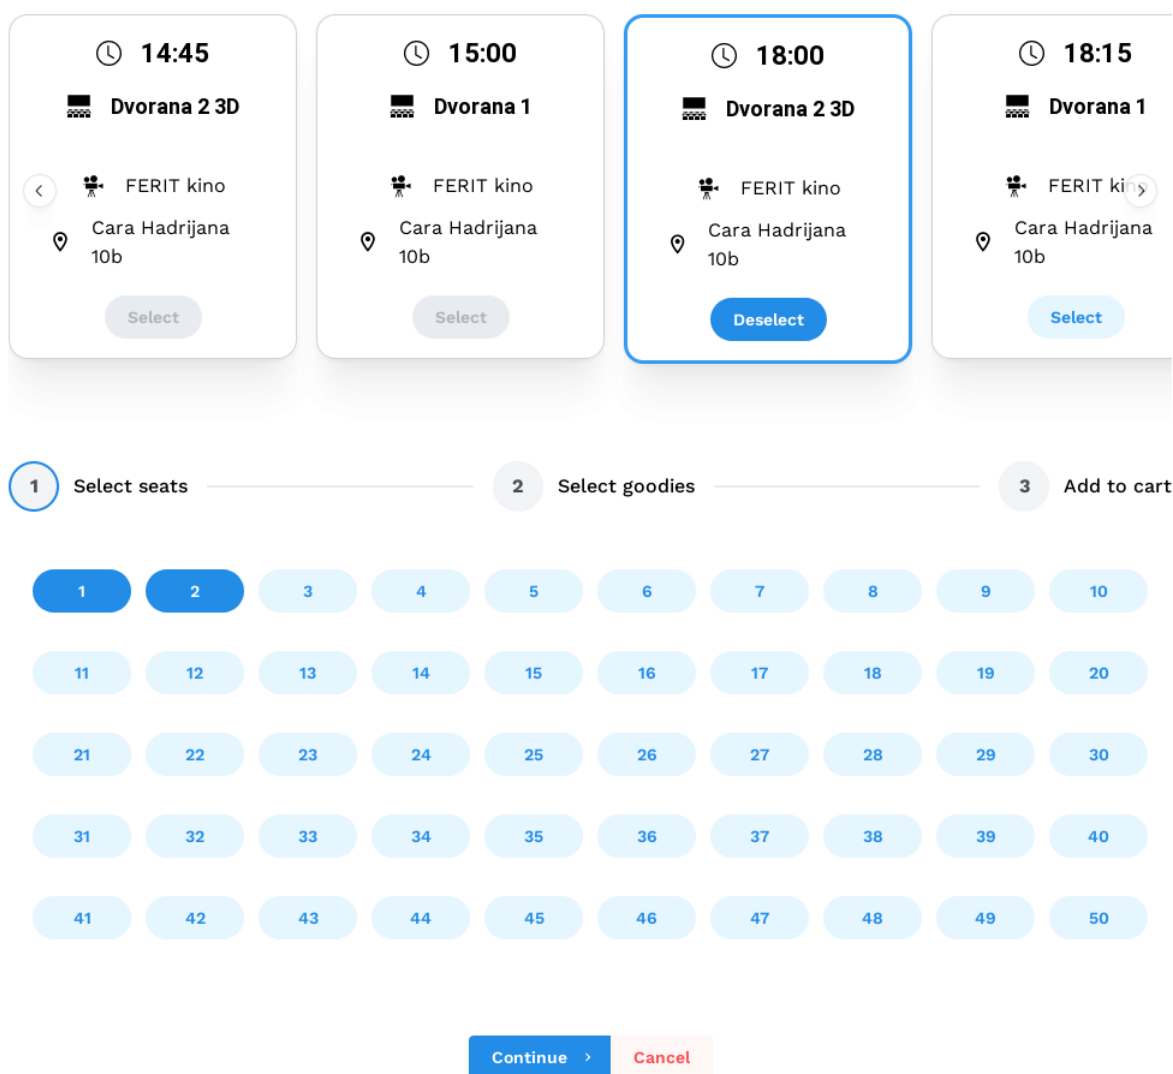 14:45
Dvorana 2 3D
FERIT kino
Cara Hadrijana
10b
Select
15:00
Dvorana 1
FERIT kino
Cara Hadrijana
10b
Select
18:00
Dvorana 2 3D
FERIT kino
Cara Hadrijana
10b
Deselect
18:15
Dvorana 1
FERIT kino
Cara Hadrijana
10b
Select
1 Select seats 2 Select goodies 3 Add to cart
1 2 3 4 5 6 7 8 9 10
11 12 13 14 15 16 17 18 19 20
21 22 23 24 25 26 27 28 29 30
31 32 33 34 35 36 37 38 39 40
41 42 43 44 45 46 47 48 49 50
Continue Cancel